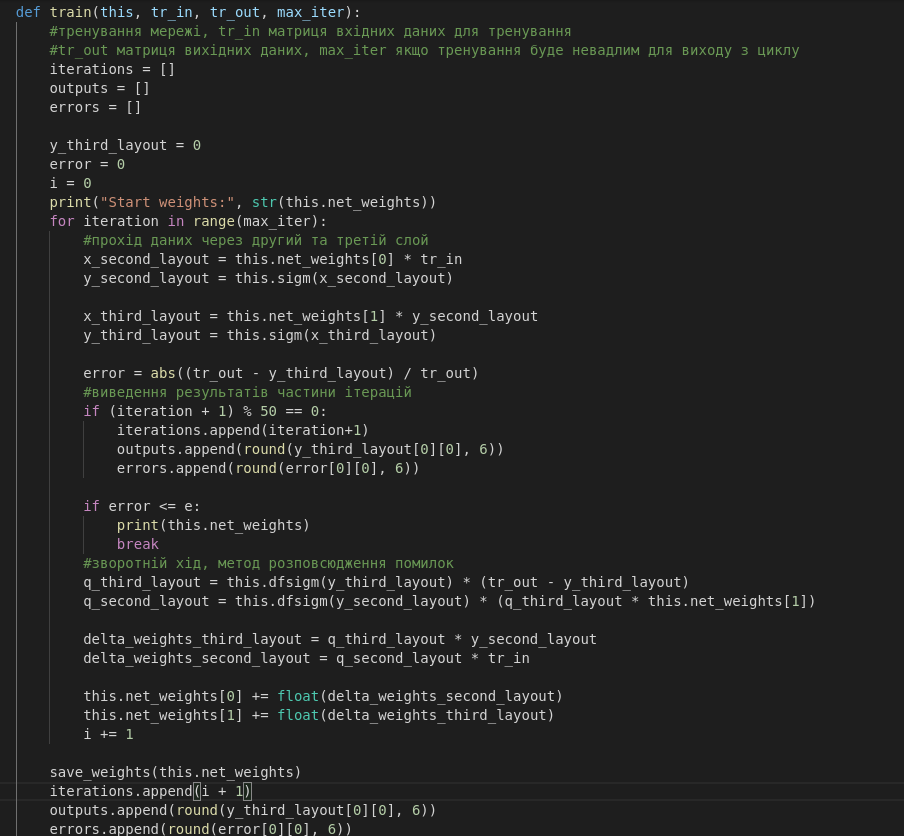 def train(this, tr_in, tr_out, max_iter):
#тренування мережі, tr_in матриця вхідних даних для тренування
#tr_out матриця вихідних даних, max_iter якщо тренування буде невадлим для виходу з циклу
iterations = []
outputs = []
errors = []
y_third_layout = 0
error = 0
i = 0
print("Start weights:", str(this.net_weights))
for iteration in range(max_iter):
#прохід даних через другий та третій слой
x_second_layout = this.net_weights[0] * tr_in
y_second_layout = this.sigm(x_second_layout)
x_third_layout = this.net_weights[1] * y_second_layout
y_third_layout = this.sigm(x_third_layout)
error = abs((tr_out - y_third_layout) / tr_out)
#виведення результатів частини ітерацій
if (iteration + 1) % 50 == 0:
iterations.append(iteration+1)
outputs.append(round(y_third_layout[0][0], 6))
errors.append(round(error[0][0], 6))
if error <= e:
print(this.net_weights)
break
#зворотній хід, метод розповсюдження помилок
q_third_layout = this.dfsigm(y_third_layout) * (tr_out - y_third_layout)
q_second_layout = this.dfsigm(y_second_layout) * (q_third_layout * this.net_weights[1])
delta_weights_third_layout = q_third_layout * y_second_layout
delta_weights_second_layout = q_second_layout * tr_in
this.net_weights[0] += float(delta_weights_second_layout)
this.net_weights[1] += float(delta_weights_third_layout)
i += 1
save_weights(this.net_weights)
iterations.append(i + 1)
outputs.append(round(y_third_layout[0][0], 6))
errors.append(round(error[0][0], 6))